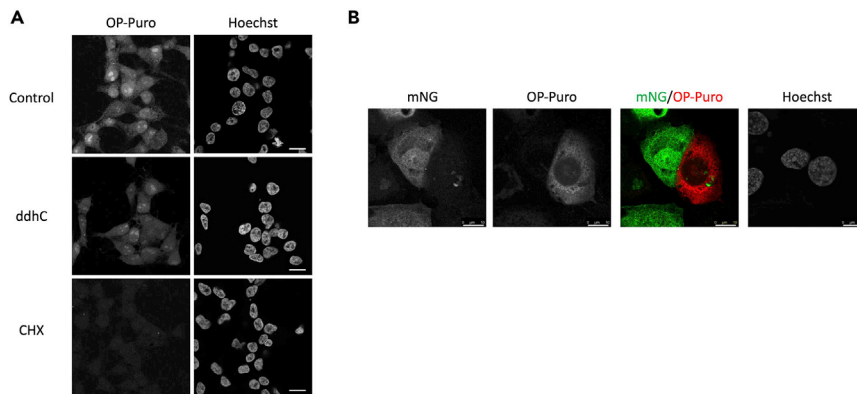 A
OP-Puro Hoechst
Control
ddhC
CHX
B
mNG OP-Puro mNG/OP-Puro Hoechst